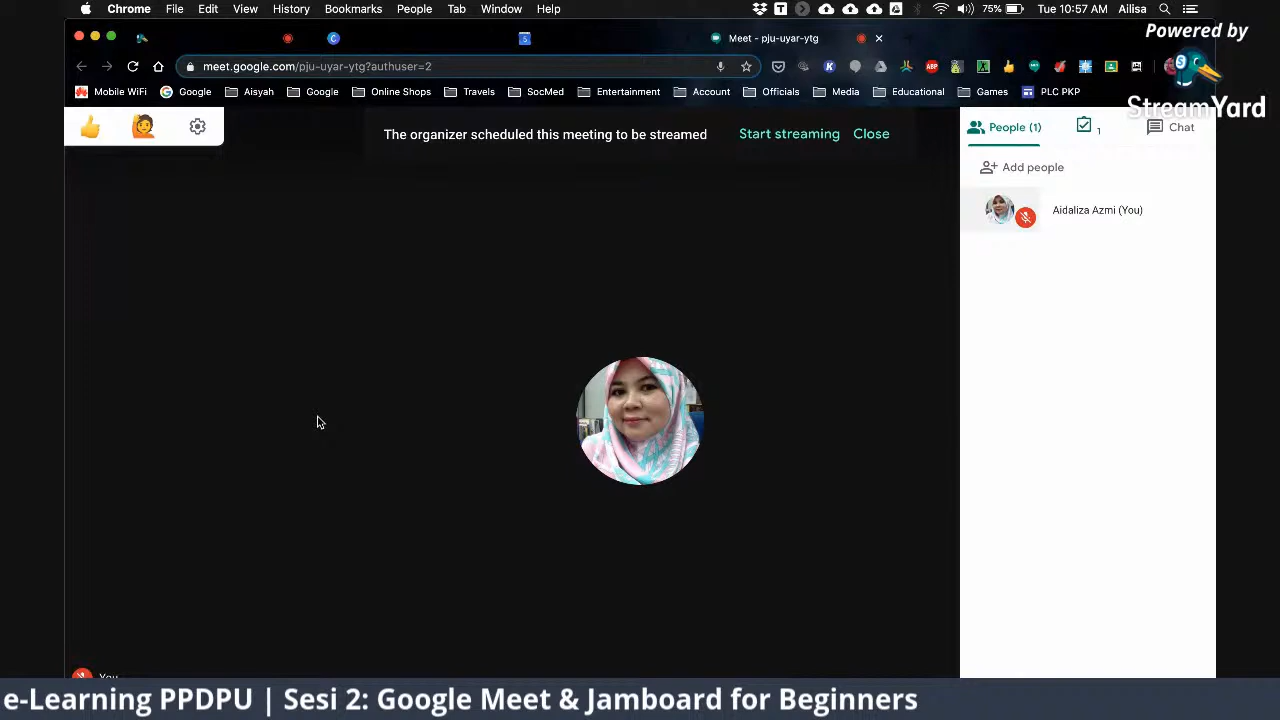 Chrome File Edit View History Bookmarks People Tab Window Help 75% Tue 10:57 AM Ailisa
Powered by
StreamYard
Meet - pju-uyar-ytg
meet.google.com/pju-uyar-ytg?authuser=2
Mobile WiFi Google Aisyah Google Online Shops Travels SocMed Entertainment Account Officials Media Educational Games PLC PKP
The organizer scheduled this meeting to be streamed Start streaming Close
People (1) 1 Chat
Add people
Aidaliza Azmi (You)
You
e-Learning PPDPU | Sesi 2: Google Meet & Jamboard for Beginners